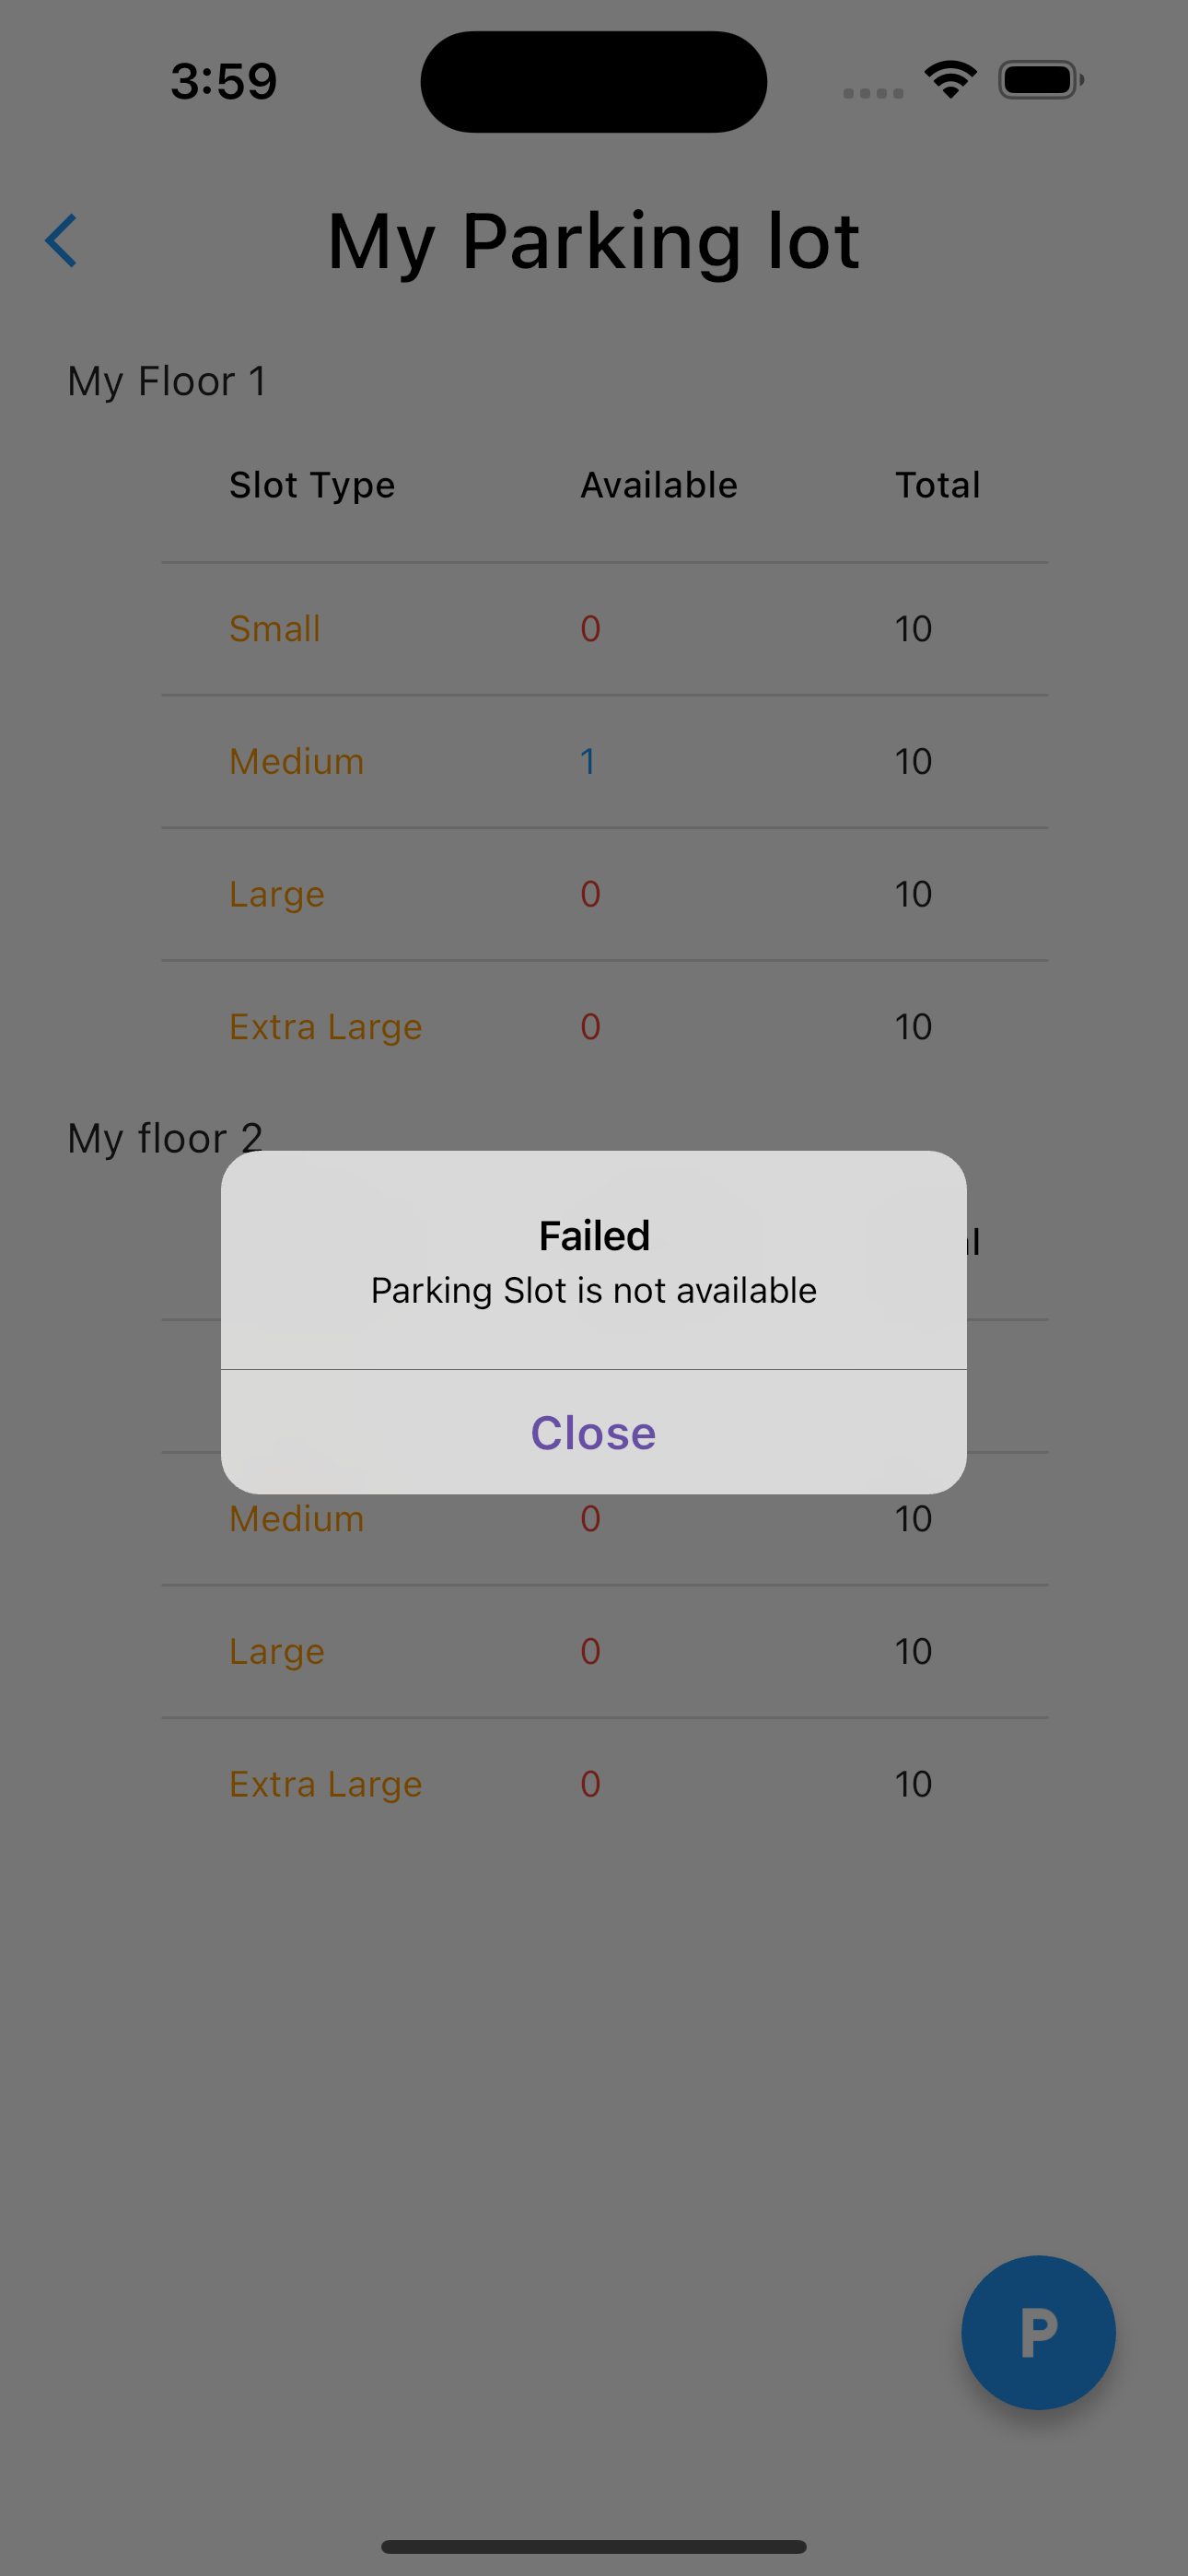 3:59
My Parking lot
My Floor 1
Slot Type Available Total
Small 0 10
Medium 1 10
Large 0 10
Extra Large 0 10
My floor 2
Failed
Parking Slot is not available
Close
Medium 0 10
Large 0 10
Extra Large 0 10
P